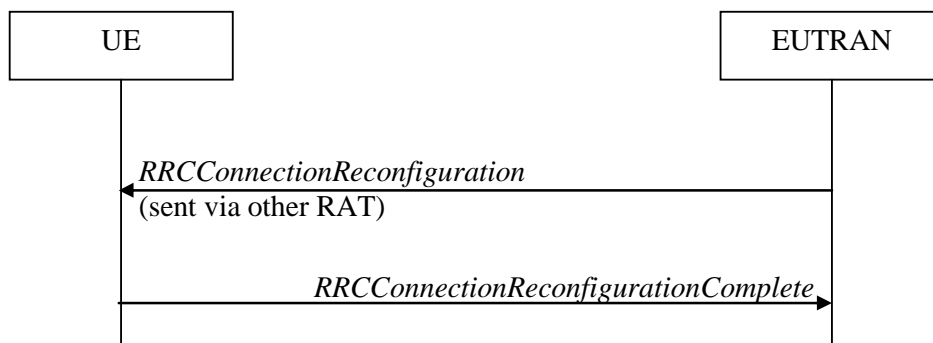 UE
EUTRAN
RRCConnectionReconfiguration
(sent via other RAT)
RRCConnectionReconfigurationComplete